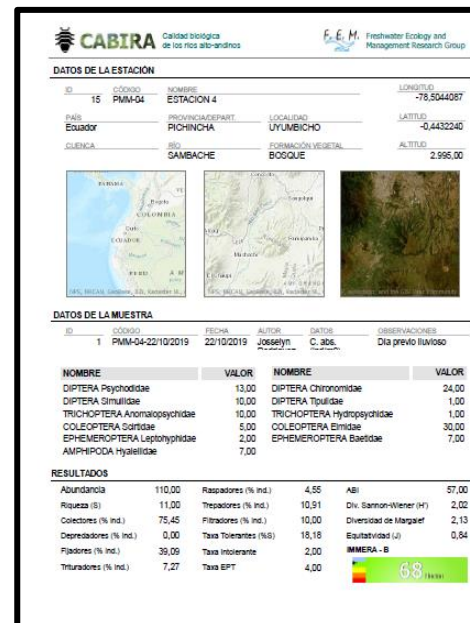 CABIRA Calidad biológica de los ríos alto-andinos
F. E. M. Freshwater Ecology and Management Research Group
DATOS DE LA ESTACIÓN
ID CÓDIGO NOMBRE LONGITUD
15 PMM-04 ESTACION 4 -78,5044087
PAÍS PROVINCIA/DEPART. LOCALIDAD LATITUD
Ecuador PICHINCHA UYUMBICHO -0,4432240
CUENCA RÍO FORMACIÓN VEGETAL ALTITUD
SAMBACHE BOSQUE 2.995,00
PANAMA
Bogota
COLOMBIA
Quito
ECUADOR
PERU
Machachi
DATOS DE LA MUESTRA
ID CÓDIGO FECHA AUTOR DATOS OBSERVACIONES
1 PMM-04-22/10/2019 22/10/2019 Josselyn C. abs. Dia previo lluvioso
NOMBRE VALOR NOMBRE VALOR
DIPTERA Psychodidae 13,00 DIPTERA Chironomidae 24,00
DIPTERA Simuliidae 10,00 DIPTERA Tipulidae 1,00
TRICHOPTERA Anomalopsychidae 10,00 TRICHOPTERA Hydropsychidae 1,00
COLEOPTERA Scirtidae 5,00 COLEOPTERA Elmidae 30,00
EPHEMEROPTERA Leptohyphidae 2,00 EPHEMEROPTERA Baetidae 7,00
AMPHIPODA Hyalellidae 7,00
RESULTADOS
Abundancia 110,00 Raspadores (% Ind.) 4,55 ABI 57,00
Riqueza (S) 11,00 Trepadores (% Ind.) 10,91 Div. Sannon-Wiener (H') 2,02
Colectores (% Ind.) 75,45 Filtradores (% Ind.) 10,00 Diversidad de Margalef 2,13
Depredadores (% Ind.) 0,00 Taxa Tolerantes (%S) 18,18 Equitatividad (J) 0,84
Fijadores (% Ind.) 39,09 Taxa Intolerante 2,00 IMMERA - B
Trituradores (% Ind.) 7,27 Taxa EPT 4,00 68